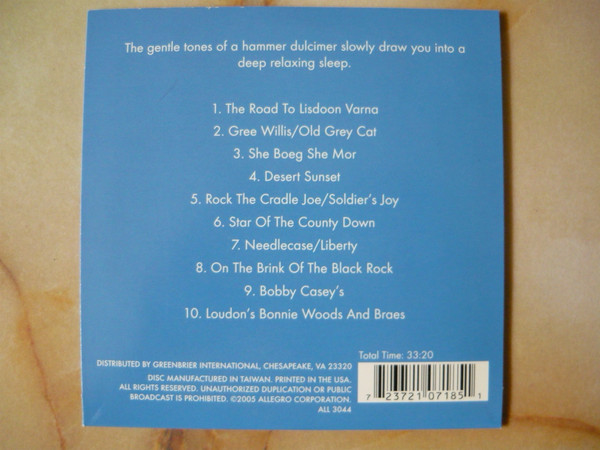 The gentle tones of a hammer dulcimer slowly draw you into a
deep relaxing sleep.
1. The Road To Lisdoon Varna
2. Gree Willis/Old Grey Cat
3. She Boeg She Mor
4. Desert Sunset
5. Rock The Cradle Joe/Soldier's Joy
6. Star Of The County Down
7. Needlecase/Liberty
8. On The Brink Of The Black Rock
9. Bobby Casey's
10. Loudon's Bonnie Woods And Braes
Total Time: 33:20
DISTRIBUTED BY GREENBRIER INTERNATIONAL, CHESAPEAKE, VA 23320
DISC MANUFACTURED IN TAIWAN. PRINTED IN THE USA.
ALL RIGHTS RESERVED. UNAUTHORIZED DUPLICATION OR PUBLIC
BROADCAST IS PROHIBITED. ©2005 ALLEGRO CORPORATION.
ALL 3044
7 23721 07185 1